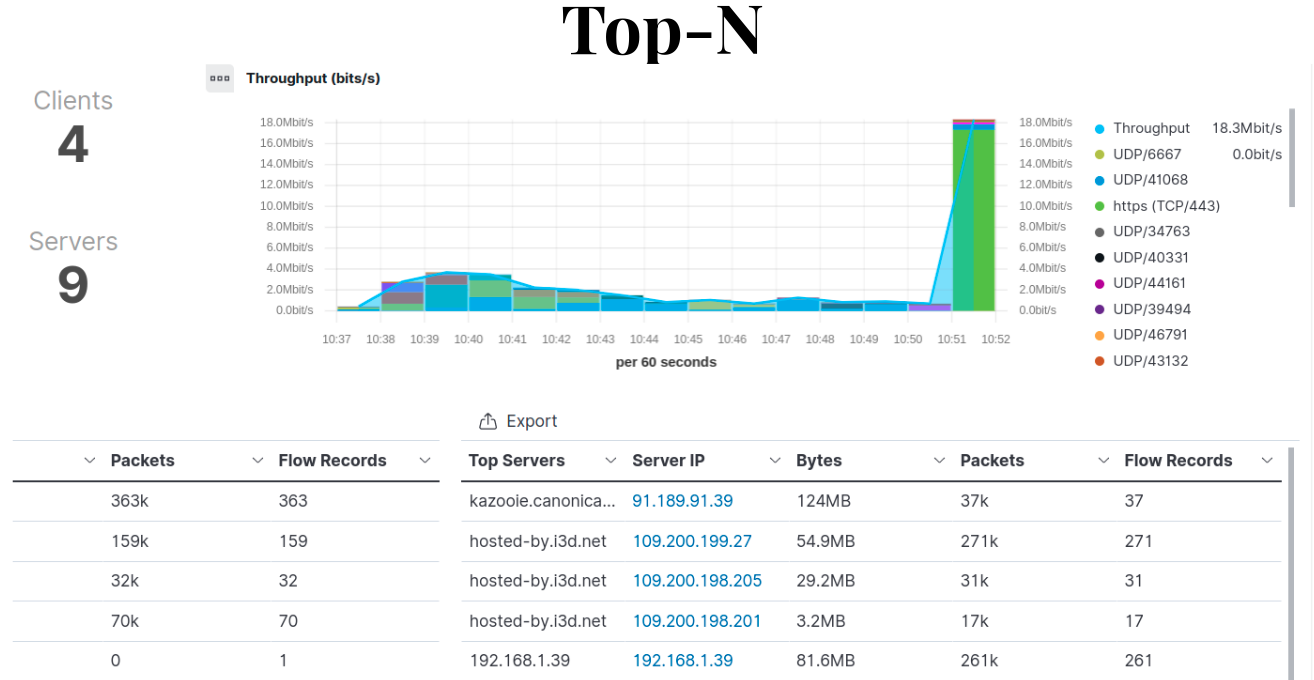 Top-N
Throughput (bits/s)
Clients
4
Servers
9
18.0Mbit/s
16.0Mbit/s
14.0Mbit/s
12.0Mbit/s
10.0Mbit/s
8.0Mbit/s
6.0Mbit/s
4.0Mbit/s
2.0Mbit/s
0.0bit/s
18.0Mbit/s
16.0Mbit/s
14.0Mbit/s
12.0Mbit/s
10.0Mbit/s
8.0Mbit/s
6.0Mbit/s
4.0Mbit/s
2.0Mbit/s
0.0bit/s
10:37 10:38 10:39 10:40 10:41 10:42 10:43 10:44 10:45 10:46 10:47 10:48 10:49 10:50 10:51 10:52
per 60 seconds
Throughput 18.3Mbit/s
UDP/6667 0.0bit/s
UDP/41068
https (TCP/443)
UDP/34763
UDP/40331
UDP/44161
UDP/39494
UDP/46791
UDP/43132
Export
Packets Flow Records
363k 363
159k 159
32k 32
70k 70
0 1
Top Servers Server IP Bytes Packets Flow Records
kazooie.canonica... 91.189.91.39 124MB 37k 37
hosted-by.i3d.net 109.200.199.27 54.9MB 271k 271
hosted-by.i3d.net 109.200.198.205 29.2MB 31k 31
hosted-by.i3d.net 109.200.198.201 3.2MB 17k 17
192.168.1.39 192.168.1.39 81.6MB 261k 261